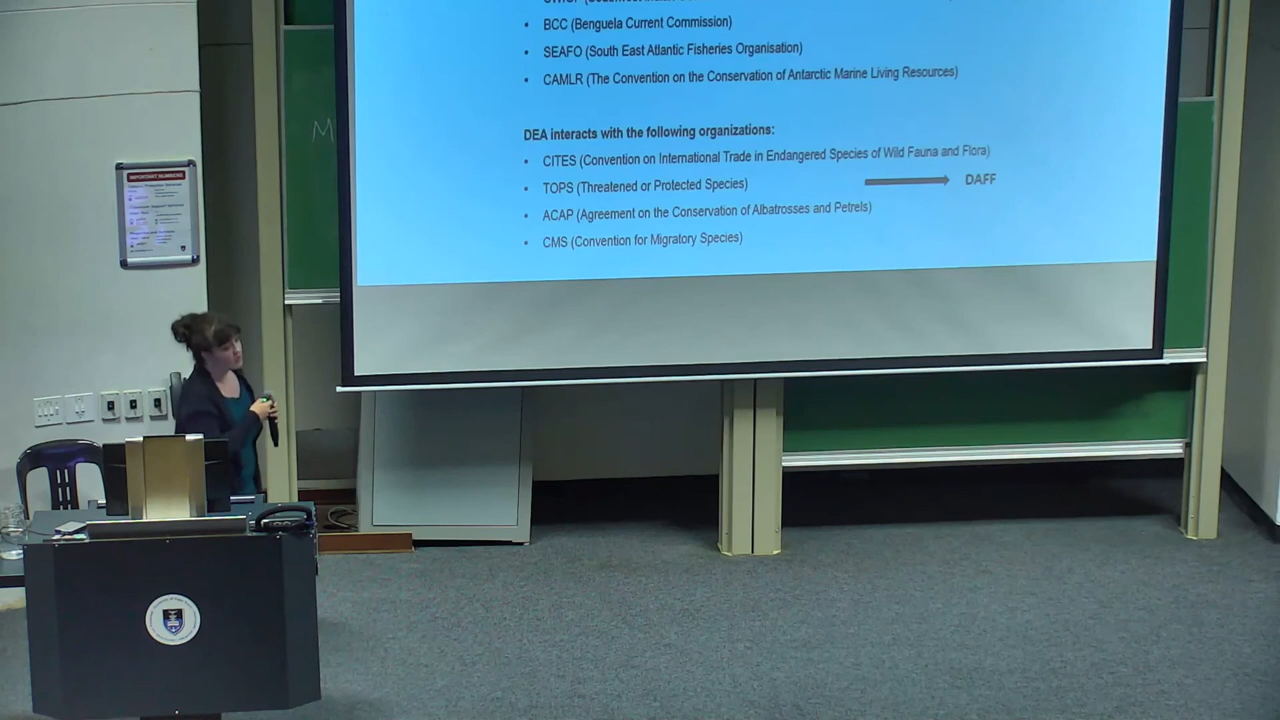 • BCC (Benguela Current Commission)
• SEAFO (South East Atlantic Fisheries Organisation)
• CAMLR (The Convention on the Conservation of Antarctic Marine Living Resources)
DEA interacts with the following organizations:
• CITES (Convention on International Trade in Endangered Species of Wild Fauna and Flora)
• TOPS (Threatened or Protected Species)
DAFF
• ACAP (Agreement on the Conservation of Albatrosses and Petrels)
• CMS (Convention for Migratory Species)
M
IMPORTANT NUMBERS